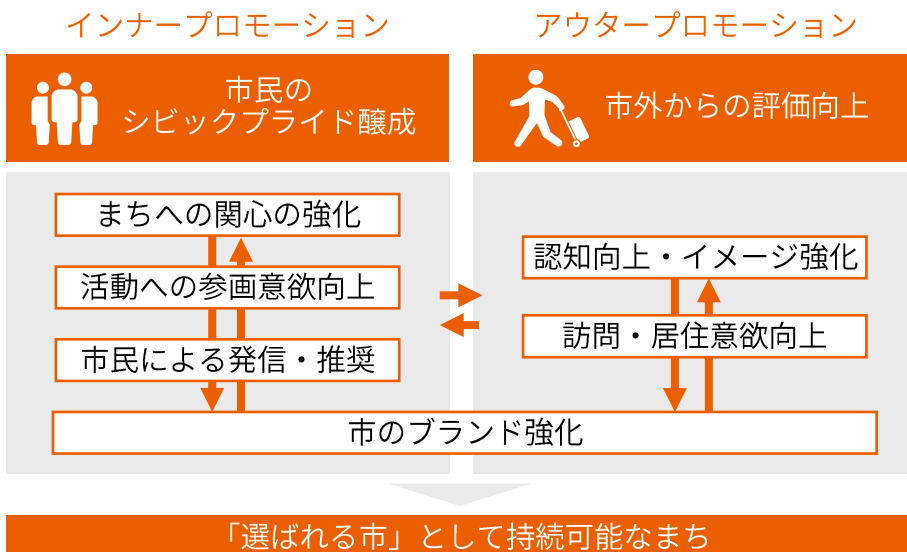 インナープロモーション
アウタープロモーション
市民の
シビックプライド醸成
市外からの評価向上
まちへの関心の強化
活動への参画意欲向上
市民による発信・推奨
認知向上・イメージ強化
訪問・居住意欲向上
市のブランド強化
「選ばれる市」として持続可能なまち